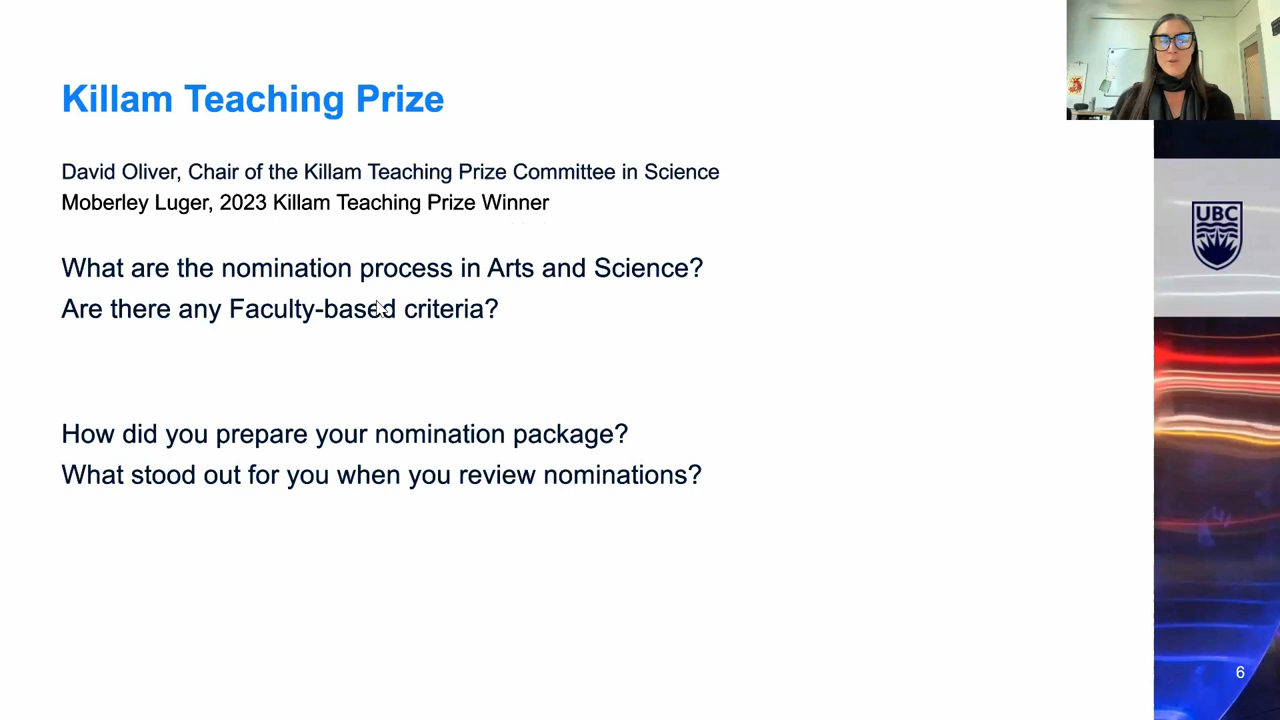 Killam Teaching Prize
David Oliver, Chair of the Killam Teaching Prize Committee in Science
Moberley Luger, 2023 Killam Teaching Prize Winner
What are the nomination process in Arts and Science?
Are there any Faculty-based criteria?
How did you prepare your nomination package?
What stood out for you when you review nominations?
UBC
6